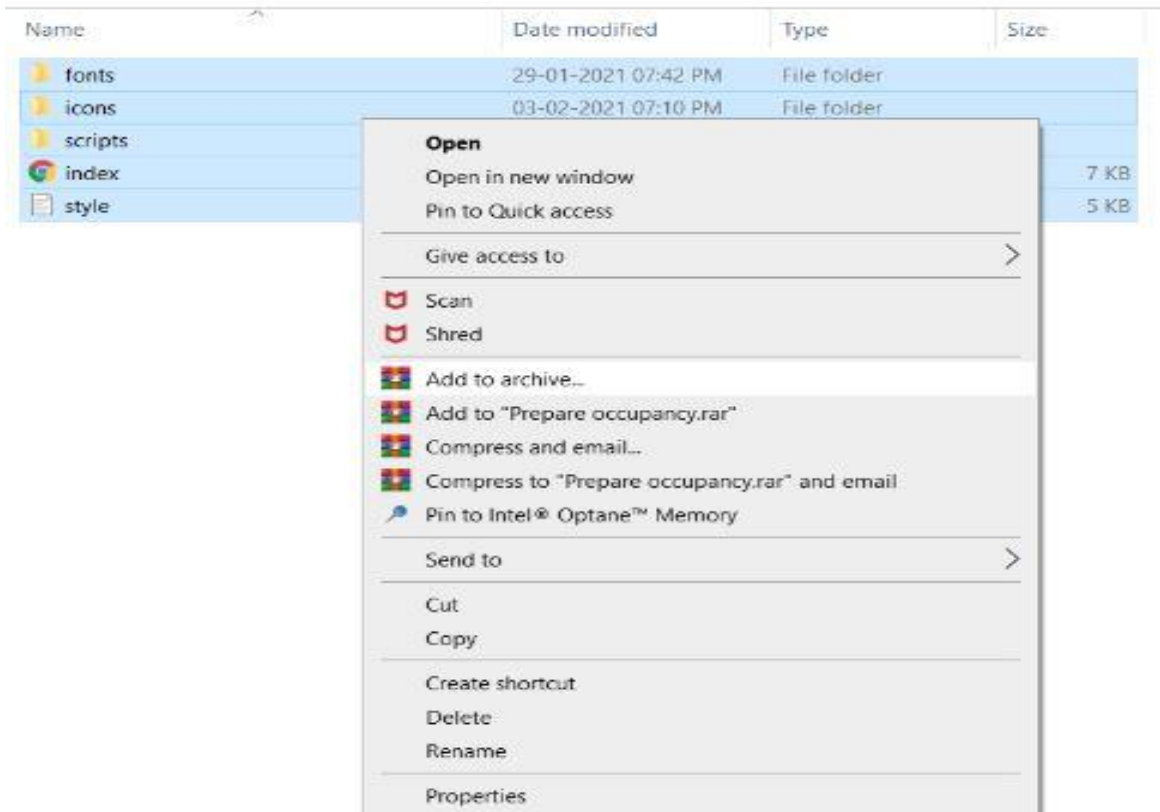 Name Date modified Type Size
fonts 29-01-2021 07:42 PM File folder
icons 03-02-2021 07:10 PM File folder
scripts
index 7 KB
style 5 KB
Open
Open in new window
Pin to Quick access
Give access to
Scan
Shred
Add to archive...
Add to "Prepare occupancy.rar"
Compress and email...
Compress to "Prepare occupancy.rar" and email
Pin to Intel® Optane™ Memory
Send to
Cut
Copy
Create shortcut
Delete
Rename
Properties